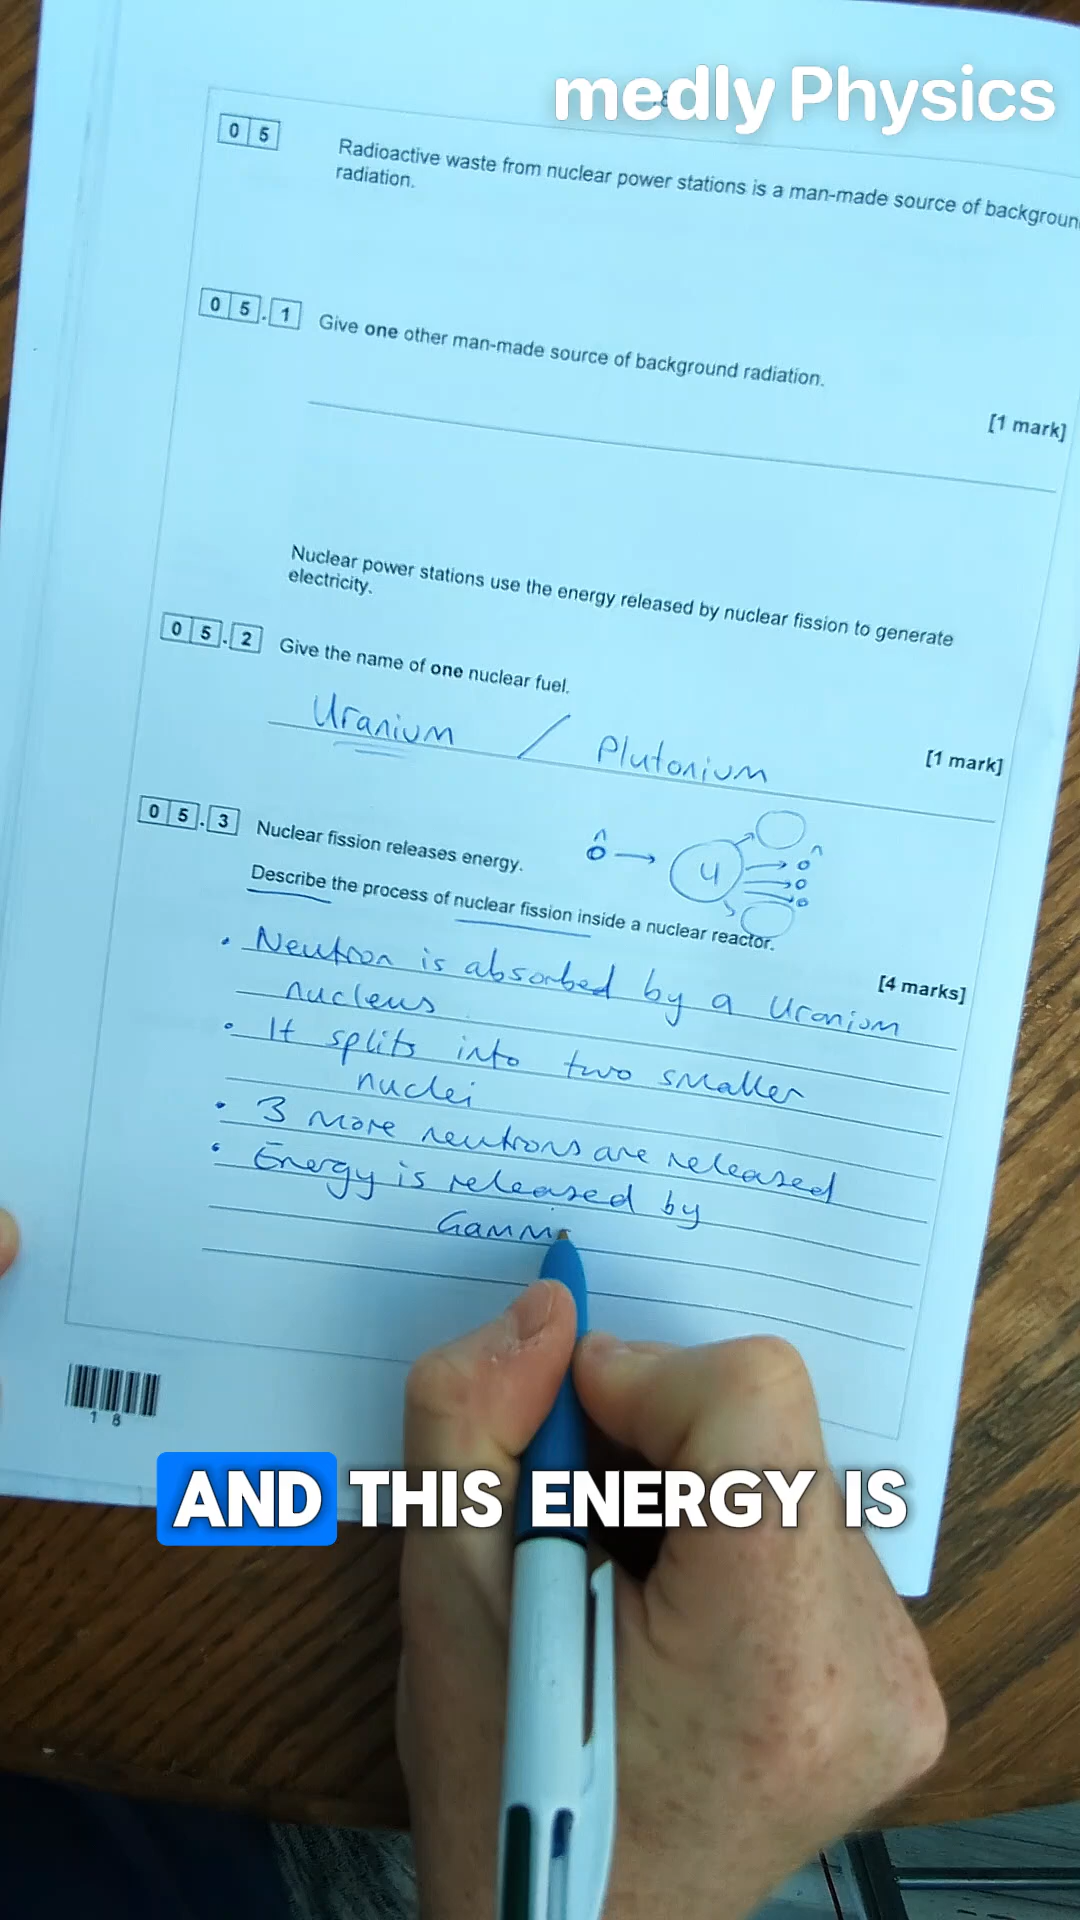 medly Physics
0 5
Radioactive waste from nuclear power stations is a man-made source of backgroun
radiation.
0 5 . 1 Give one other man-made source of background radiation.
[1 mark]
Nuclear power stations use the energy released by nuclear fission to generate
electricity.
0 5 . 2 Give the name of one nuclear fuel.
Uranium / Plutonium
[1 mark]
0 5 . 3 Nuclear fission releases energy.
n
n
U
Describe the process of nuclear fission inside a nuclear reactor.
[4 marks]
• Neutron is absorbed by a Uranium
nucleus
• It splits into two smaller
nuclei
• 3 more neutrons are released
• Energy is released by
Gamm
1 8
AND THIS ENERGY IS